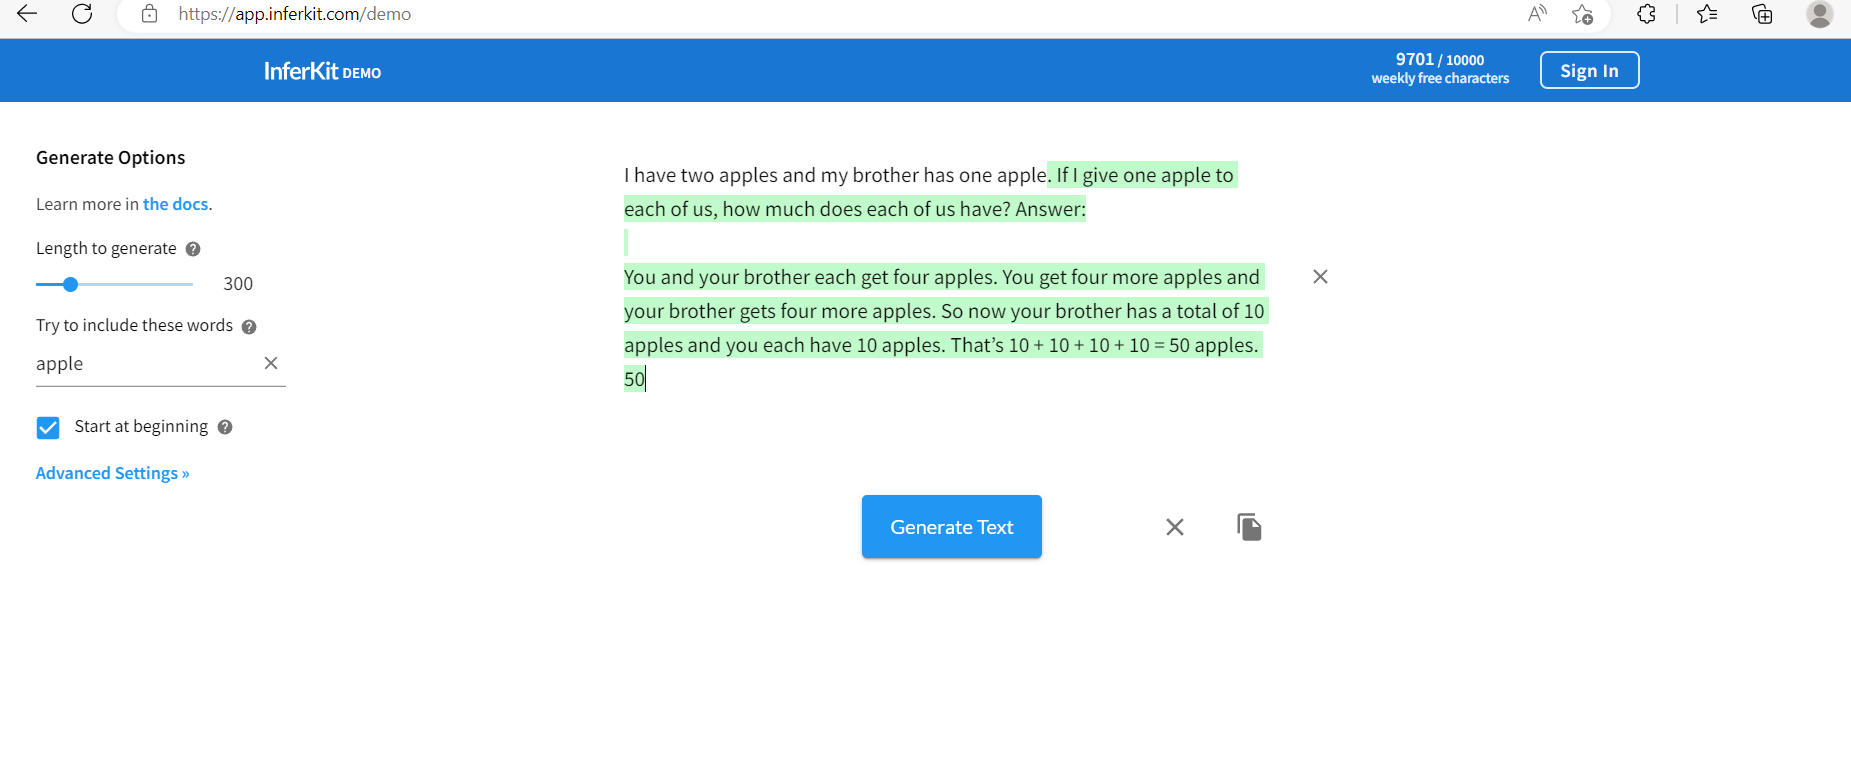 https://app.inferkit.com/demo
InferKit DEMO
9701 / 10000
weekly free characters
Sign In
Generate Options
Learn more in the docs.
Length to generate
300
Try to include these words
apple
Start at beginning
Advanced Settings »
I have two apples and my brother has one apple. If I give one apple to
each of us, how much does each of us have? Answer:
You and your brother each get four apples. You get four more apples and
your brother gets four more apples. So now your brother has a total of 10
apples and you each have 10 apples. That’s 10 + 10 + 10 + 10 = 50 apples.
50
Generate Text